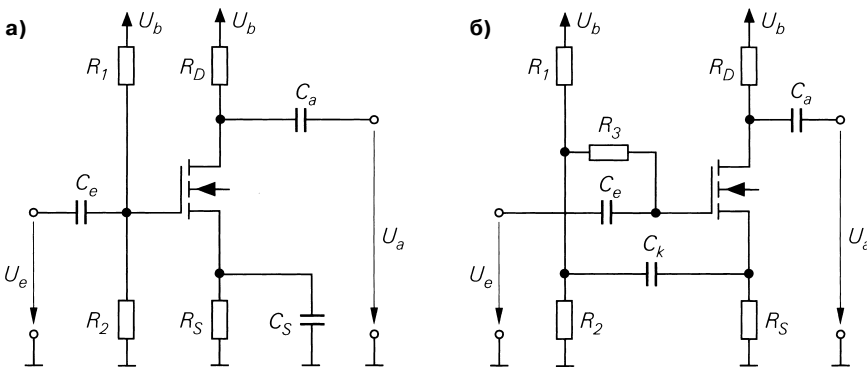 а)
U_b
U_b
R_1
R_D
C_a
C_e
U_e
U_a
R_2
R_S
C_S
б)
U_b
U_b
R_1
R_D
C_a
R_3
C_e
C_k
U_e
U_a
R_2
R_S